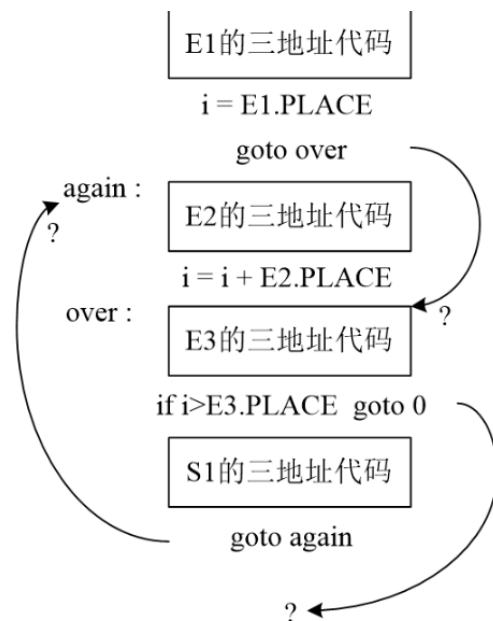 E1的三地址代码
i = E1.PLACE
goto over
again :
E2的三地址代码
?
i = i + E2.PLACE
over :
?
E3的三地址代码
if i>E3.PLACE goto 0
S1的三地址代码
goto again
?